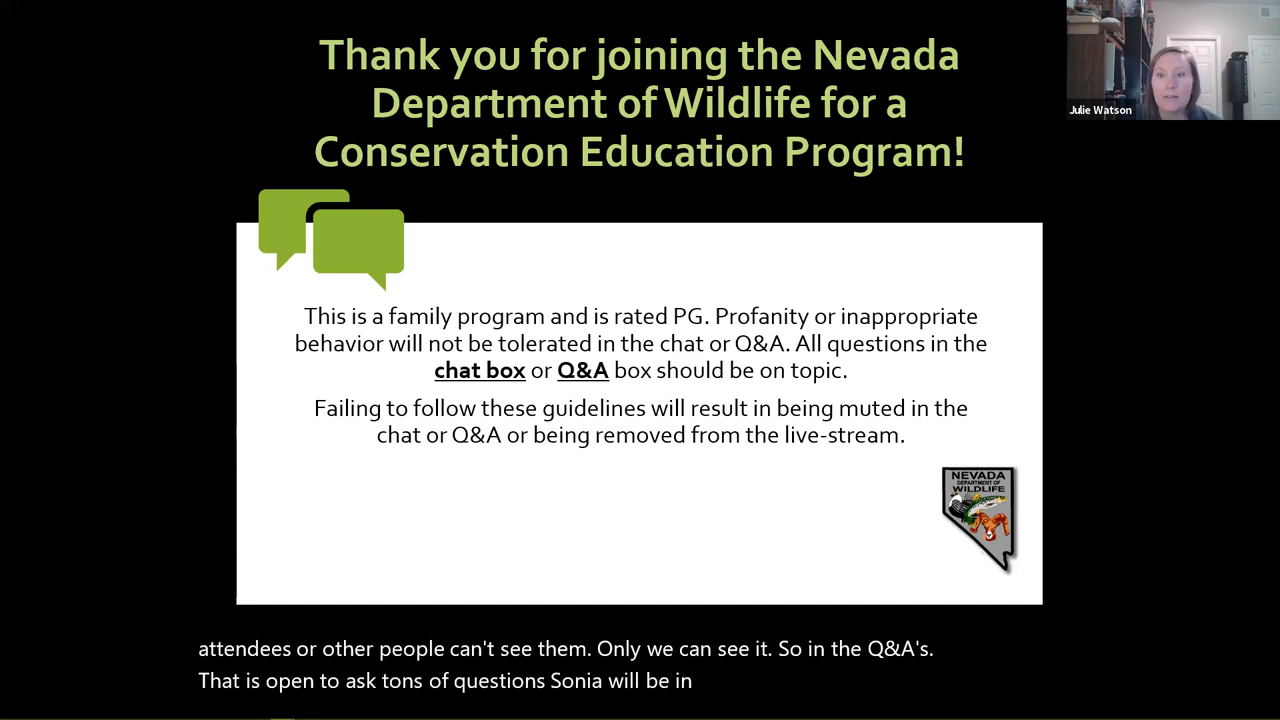 Thank you for joining the Nevada
Department of Wildlife for a
Conservation Education Program!
Julie Watson
This is a family program and is rated PG. Profanity or inappropriate
behavior will not be tolerated in the chat or Q&A. All questions in the
chat box or Q&A box should be on topic.
Failing to follow these guidelines will result in being muted in the
chat or Q&A or being removed from the live-stream.
NEVADA
DEPARTMENT OF
WILDLIFE
attendees or other people can't see them. Only we can see it. So in the Q&A's.
That is open to ask tons of questions Sonia will be in